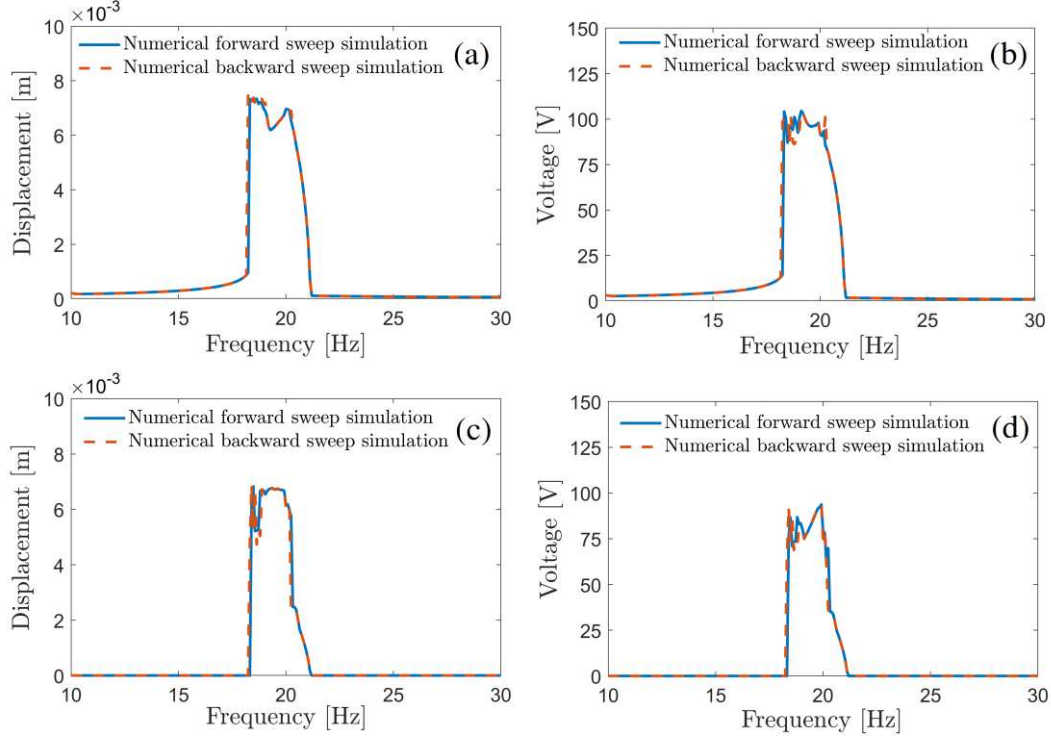 ×10⁻³
10
8
6
4
2
0
Displacement [m]
Numerical forward sweep simulation
Numerical backward sweep simulation
(a)
10 15 20 25 30
Frequency [Hz]
150
125
100
75
50
25
0
Voltage [V]
Numerical forward sweep simulation
Numerical backward sweep simulation
(b)
10 15 20 25 30
Frequency [Hz]
×10⁻³
10
8
6
4
2
0
Displacement [m]
Numerical forward sweep simulation
Numerical backward sweep simulation
(c)
10 15 20 25 30
Frequency [Hz]
150
125
100
75
50
25
0
Voltage [V]
Numerical forward sweep simulation
Numerical backward sweep simulation
(d)
10 15 20 25 30
Frequency [Hz]